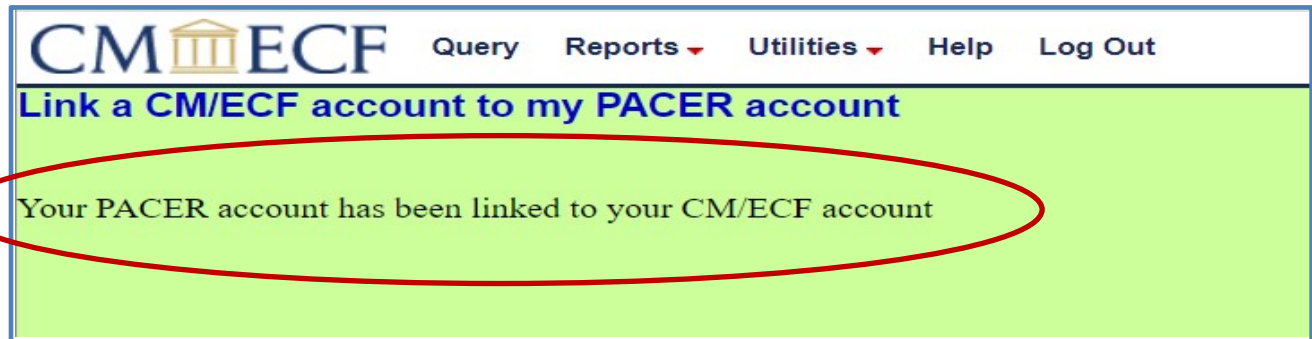 CM ECF Query Reports Utilities Help Log Out
Link a CM/ECF account to my PACER account
Your PACER account has been linked to your CM/ECF account